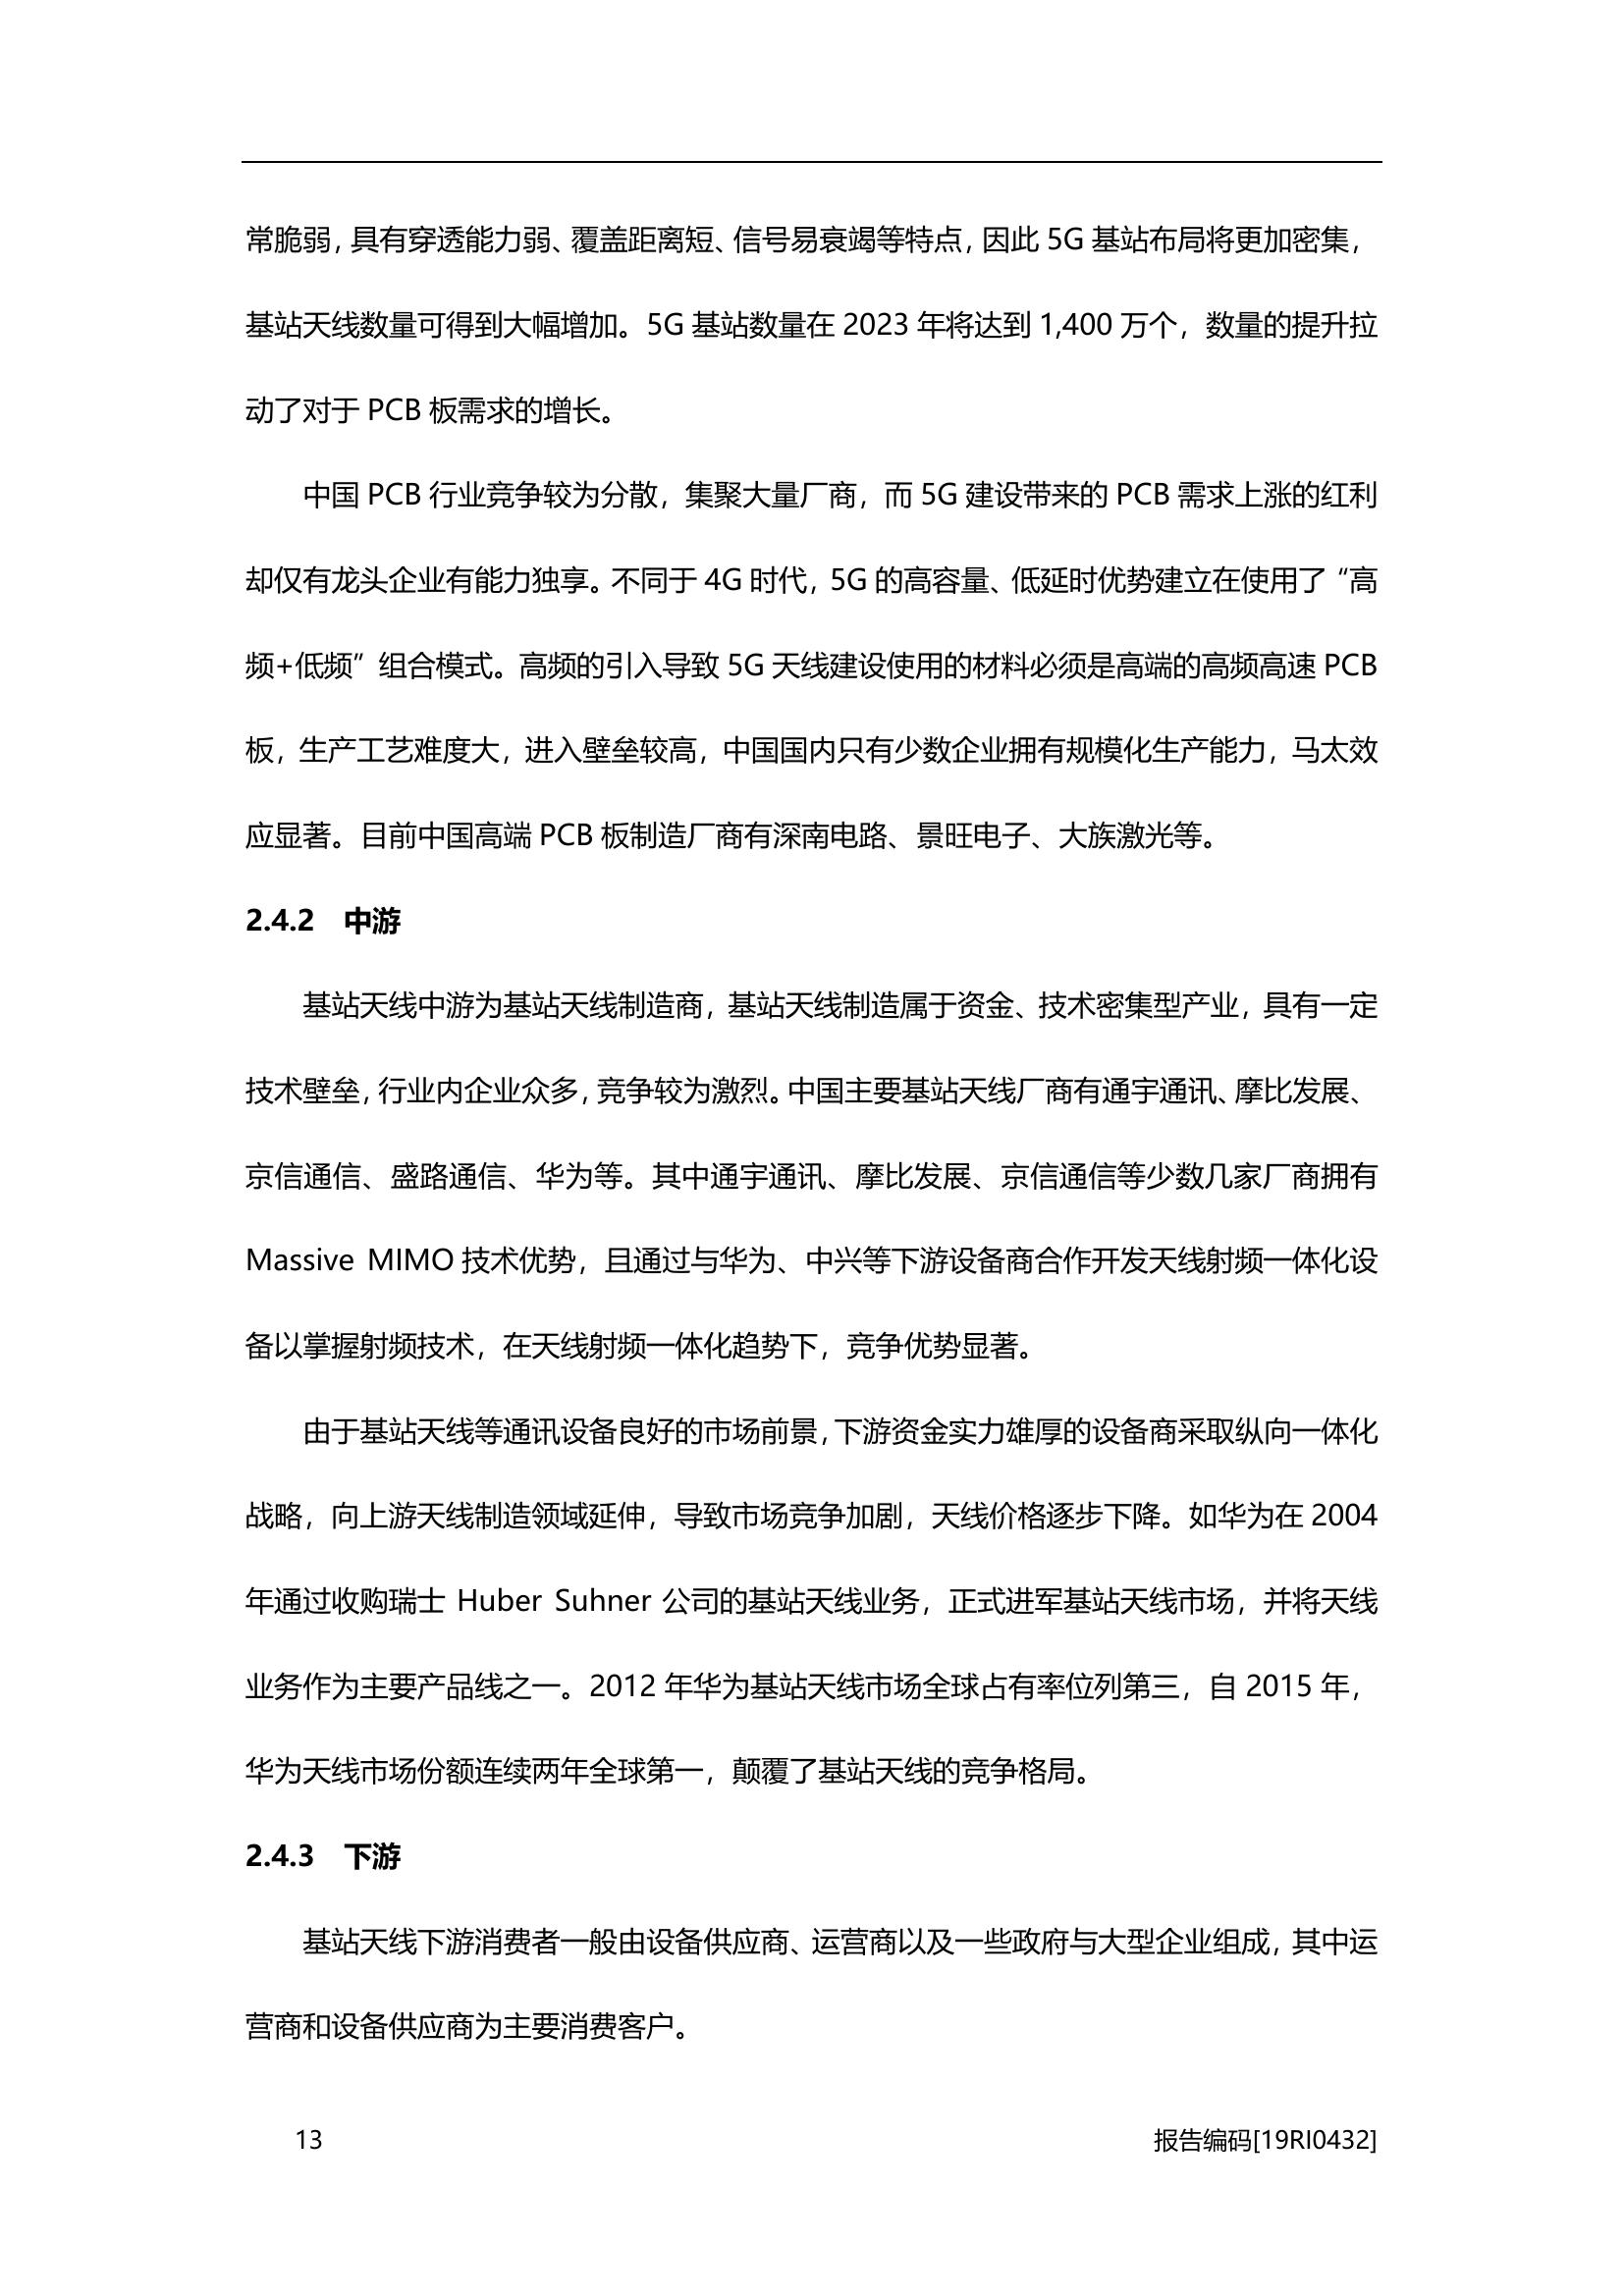 常脆弱，具有穿透能力弱、覆盖距离短、信号易衰竭等特点，因此 5G 基站布局将更加密集，
基站天线数量可得到大幅增加。5G 基站数量在 2023 年将达到 1,400 万个，数量的提升拉
动了对于 PCB 板需求的增长。
中国 PCB 行业竞争较为分散，集聚大量厂商，而 5G 建设带来的 PCB 需求上涨的红利
却仅有龙头企业有能力独享。不同于 4G 时代，5G 的高容量、低延时优势建立在使用了“高
频+低频”组合模式。高频的引入导致 5G 天线建设使用的材料必须是高端的高频高速 PCB
板，生产工艺难度大，进入壁垒较高，中国国内只有少数企业拥有规模化生产能力，马太效
应显著。目前中国高端 PCB 板制造厂商有深南电路、景旺电子、大族激光等。
2.4.2 中游
基站天线中游为基站天线制造商，基站天线制造属于资金、技术密集型产业，具有一定
技术壁垒，行业内企业众多，竞争较为激烈。中国主要基站天线厂商有通宇通讯、摩比发展、
京信通信、盛路通信、华为等。其中通宇通讯、摩比发展、京信通信等少数几家厂商拥有
Massive MIMO 技术优势，且通过与华为、中兴等下游设备商合作开发天线射频一体化设
备以掌握射频技术，在天线射频一体化趋势下，竞争优势显著。
由于基站天线等通讯设备良好的市场前景，下游资金实力雄厚的设备商采取纵向一体化
战略，向上游天线制造领域延伸，导致市场竞争加剧，天线价格逐步下降。如华为在 2004
年通过收购瑞士 Huber Suhner 公司的基站天线业务，正式进军基站天线市场，并将天线
业务作为主要产品线之一。2012 年华为基站天线市场全球占有率位列第三，自 2015 年，
华为天线市场份额连续两年全球第一，颠覆了基站天线的竞争格局。
2.4.3 下游
基站天线下游消费者一般由设备供应商、运营商以及一些政府与大型企业组成，其中运
营商和设备供应商为主要消费客户。
13 报告编码[19RI0432]